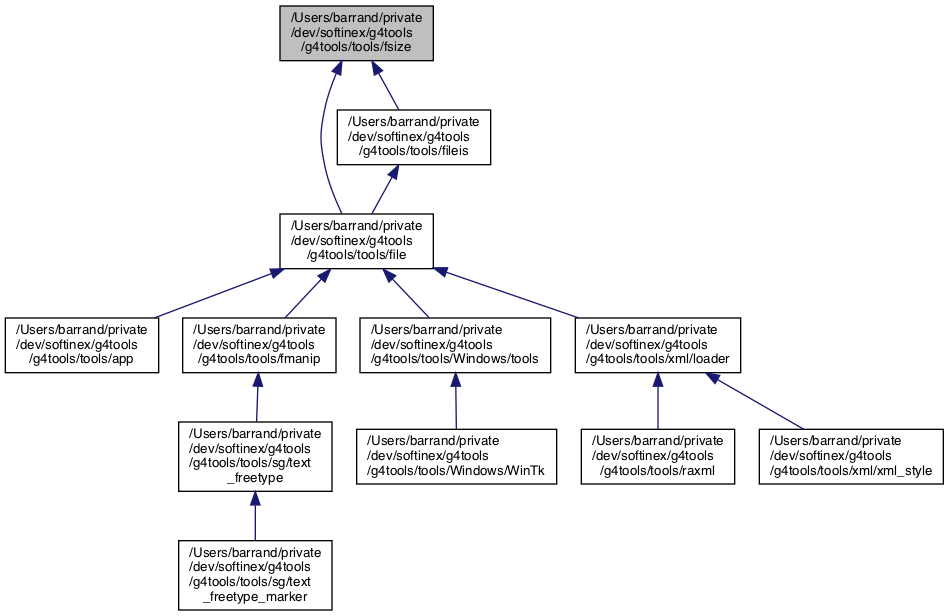 /Users/barrand/private
/dev/softinex/g4tools
/g4tools/tools/fsize
/Users/barrand/private
/dev/softinex/g4tools
/g4tools/tools/fileis
/Users/barrand/private
/dev/softinex/g4tools
/g4tools/tools/file
/Users/barrand/private
/dev/softinex/g4tools
/g4tools/tools/app
/Users/barrand/private
/dev/softinex/g4tools
/g4tools/tools/fmanip
/Users/barrand/private
/dev/softinex/g4tools
/g4tools/tools/Windows/tools
/Users/barrand/private
/dev/softinex/g4tools
/g4tools/tools/xml/loader
/Users/barrand/private
/dev/softinex/g4tools
/g4tools/tools/sg/text
_freetype
/Users/barrand/private
/dev/softinex/g4tools
/g4tools/tools/Windows/WinTk
/Users/barrand/private
/dev/softinex/g4tools
/g4tools/tools/raxml
/Users/barrand/private
/dev/softinex/g4tools
/g4tools/tools/xml/xml_style
/Users/barrand/private
/dev/softinex/g4tools
/g4tools/tools/sg/text
_freetype_marker